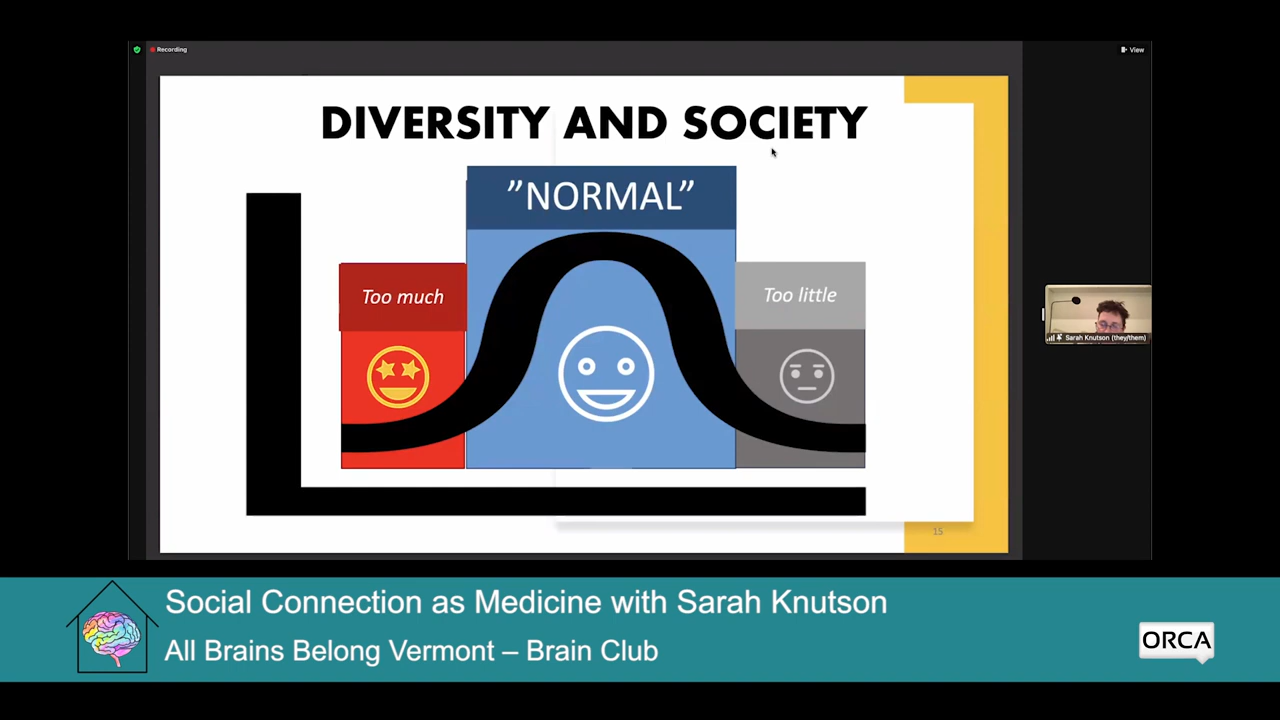 Recording
View
DIVERSITY AND SOCIETY
”NORMAL”
Too much
Too little
Sarah Knutson (they/them)
15
Social Connection as Medicine with Sarah Knutson
All Brains Belong Vermont – Brain Club
ORCA